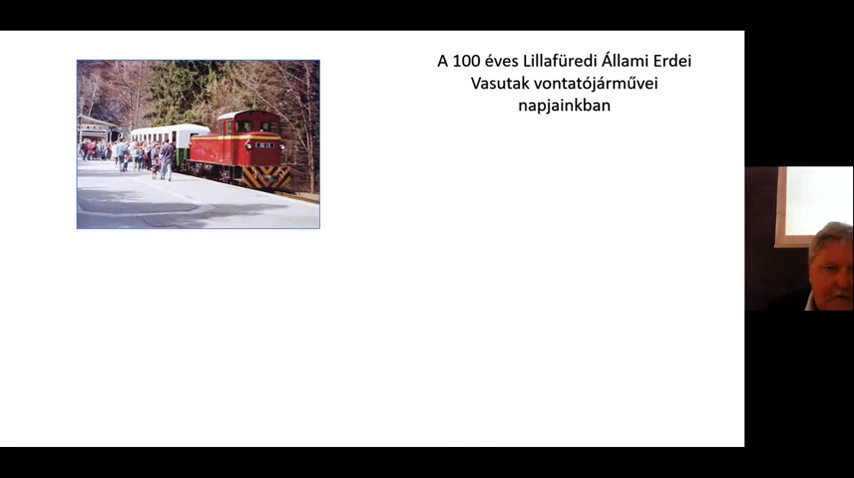 A 100 éves Lillafüredi Állami Erdei
Vasutak vontatójárművei
napjainkban